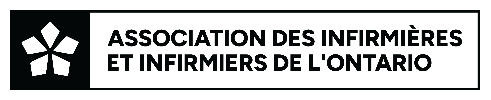 ASSOCIATION DES INFIRMIÈRES
ET INFIRMIERS DE L'ONTARIO